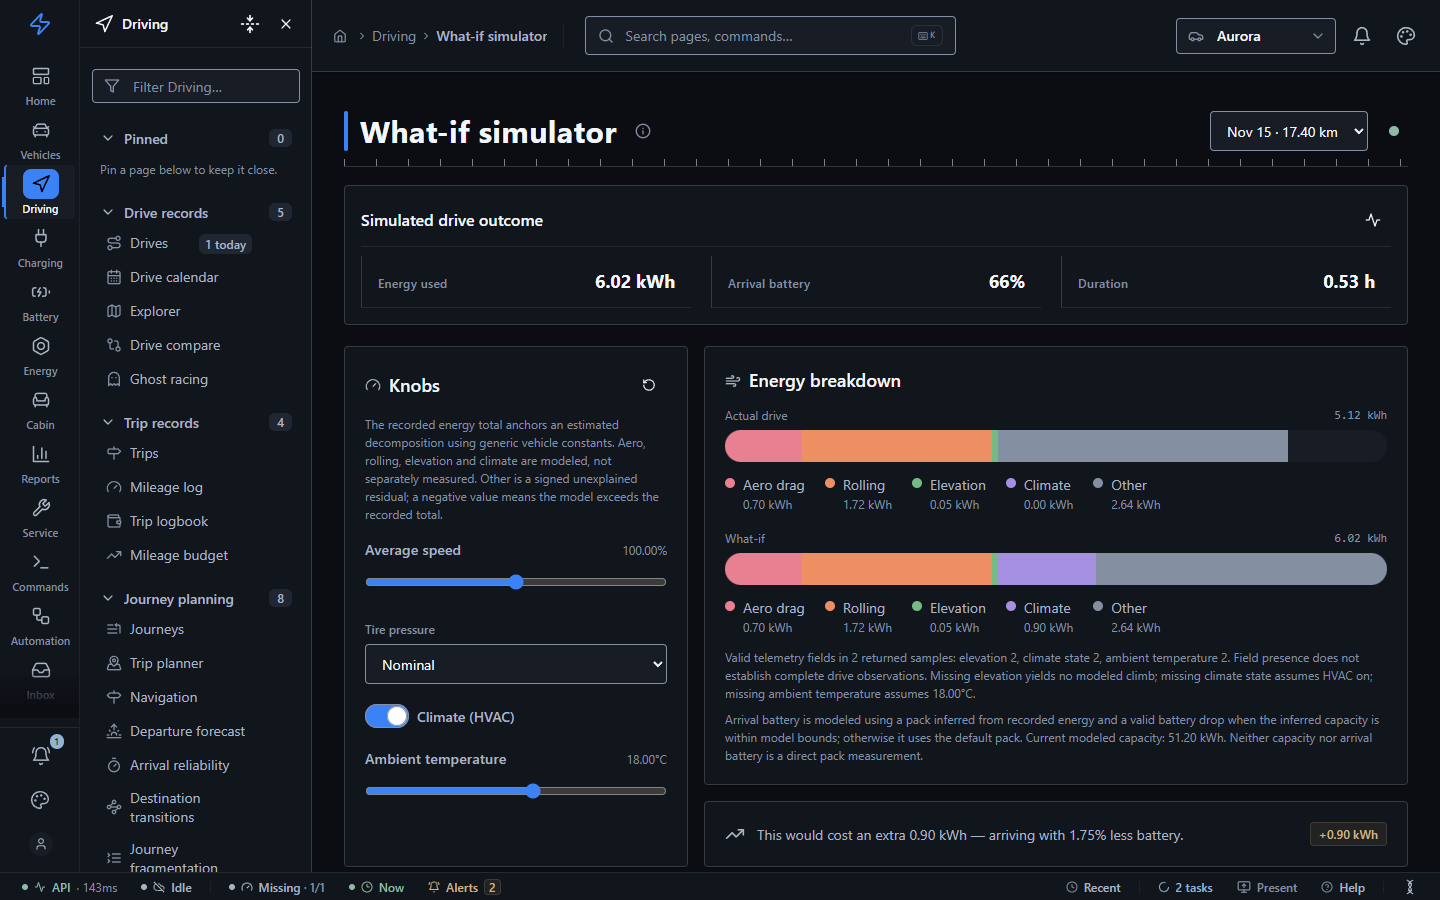 Driving
Driving
What-if simulator
Search pages, commands...
K
Aurora
Home
Vehicles
Driving
Charging
Battery
Energy
Cabin
Reports
Service
Commands
Automation
Inbox
1
Filter Driving...
Pinned
0
Pin a page below to keep it close.
Drive records
5
Drives
1 today
Drive calendar
Explorer
Drive compare
Ghost racing
Trip records
4
Trips
Mileage log
Trip logbook
Mileage budget
Journey planning
8
Journeys
Trip planner
Navigation
Departure forecast
Arrival reliability
Destination
transitions
Journey
fragmentation
What-if simulator
Nov 15 · 17.40 km
Simulated drive outcome
Energy used
6.02 kWh
Arrival battery
66%
Duration
0.53 h
Knobs
The recorded energy total anchors an estimated
decomposition using generic vehicle constants. Aero,
rolling, elevation and climate are modeled, not
separately measured. Other is a signed unexplained
residual; a negative value means the model exceeds the
recorded total.
Average speed
100.00%
Tire pressure
Nominal
Climate (HVAC)
Ambient temperature
18.00°C
Energy breakdown
Actual drive
5.12 kWh
Aero drag
Rolling
Elevation
Climate
Other
0.70 kWh
1.72 kWh
0.05 kWh
0.00 kWh
2.64 kWh
What-if
6.02 kWh
Aero drag
Rolling
Elevation
Climate
Other
0.70 kWh
1.72 kWh
0.05 kWh
0.90 kWh
2.64 kWh
Valid telemetry fields in 2 returned samples: elevation 2, climate state 2, ambient temperature 2. Field presence does not
establish complete drive observations. Missing elevation yields no modeled climb; missing climate state assumes HVAC on;
missing ambient temperature assumes 18.00°C.
Arrival battery is modeled using a pack inferred from recorded energy and a valid battery drop when the inferred capacity is
within model bounds; otherwise it uses the default pack. Current modeled capacity: 51.20 kWh. Neither capacity nor arrival
battery is a direct pack measurement.
This would cost an extra 0.90 kWh — arriving with 1.75% less battery.
+0.90 kWh
API · 143ms
Idle
Missing · 1/1
Now
Alerts 2
Recent
2 tasks
Present
Help